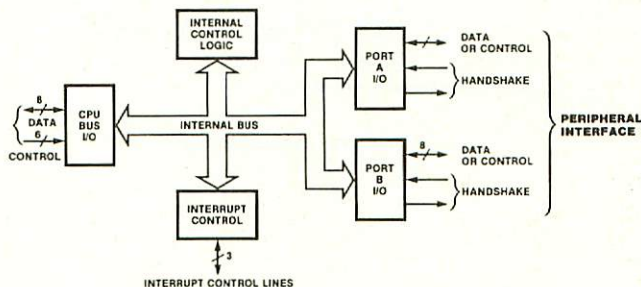 INTERNAL
CONTROL
LOGIC
8
DATA
6
CONTROL
CPU
BUS
I/O
INTERNAL BUS
INTERRUPT
CONTROL
3
INTERRUPT CONTROL LINES
PORT
A
I/O
DATA
OR CONTROL
HANDSHAKE
PORT
B
I/O
8
DATA
OR CONTROL
HANDSHAKE
PERIPHERAL
INTERFACE